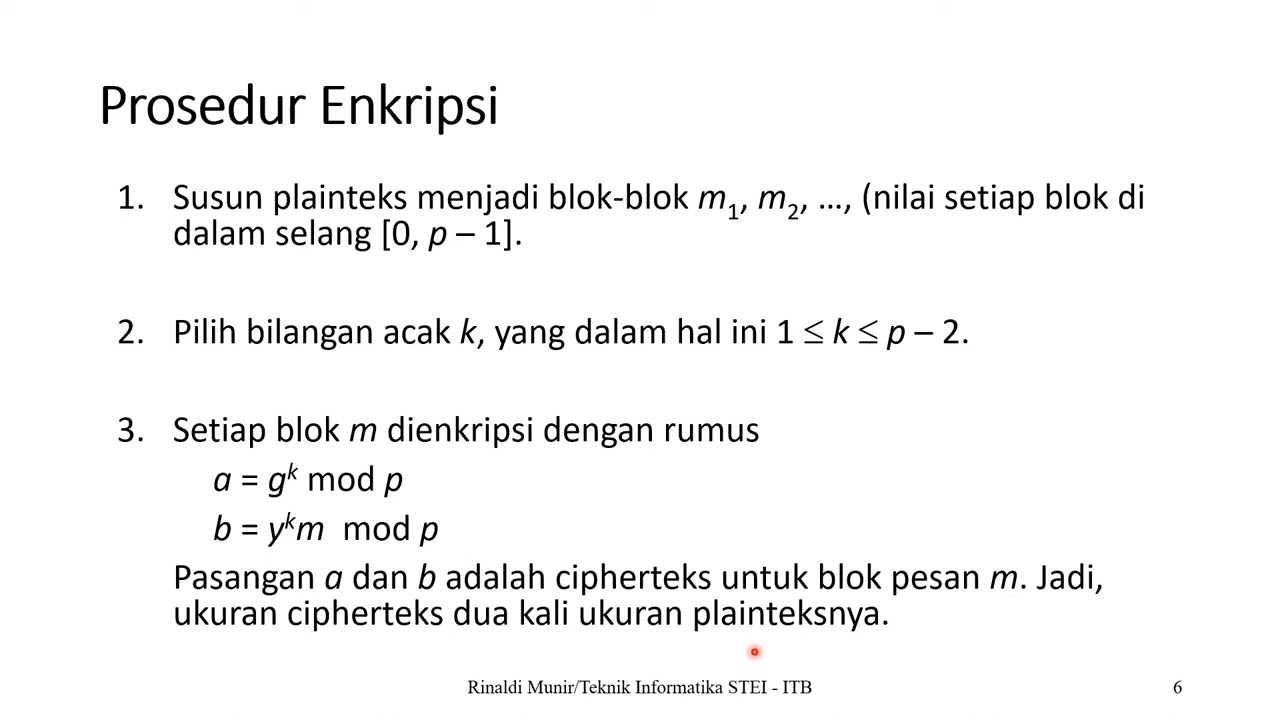 Prosedur Enkripsi
1. Susun plainteks menjadi blok-blok m₁, m₂, …, (nilai setiap blok di
dalam selang [0, p – 1].
2. Pilih bilangan acak k, yang dalam hal ini 1 ≤ k ≤ p – 2.
3. Setiap blok m dienkripsi dengan rumus
a = gᵏ mod p
b = yᵏm mod p
Pasangan a dan b adalah cipherteks untuk blok pesan m. Jadi,
ukuran cipherteks dua kali ukuran plainteksnya.
Rinaldi Munir/Teknik Informatika STEI - ITB
6